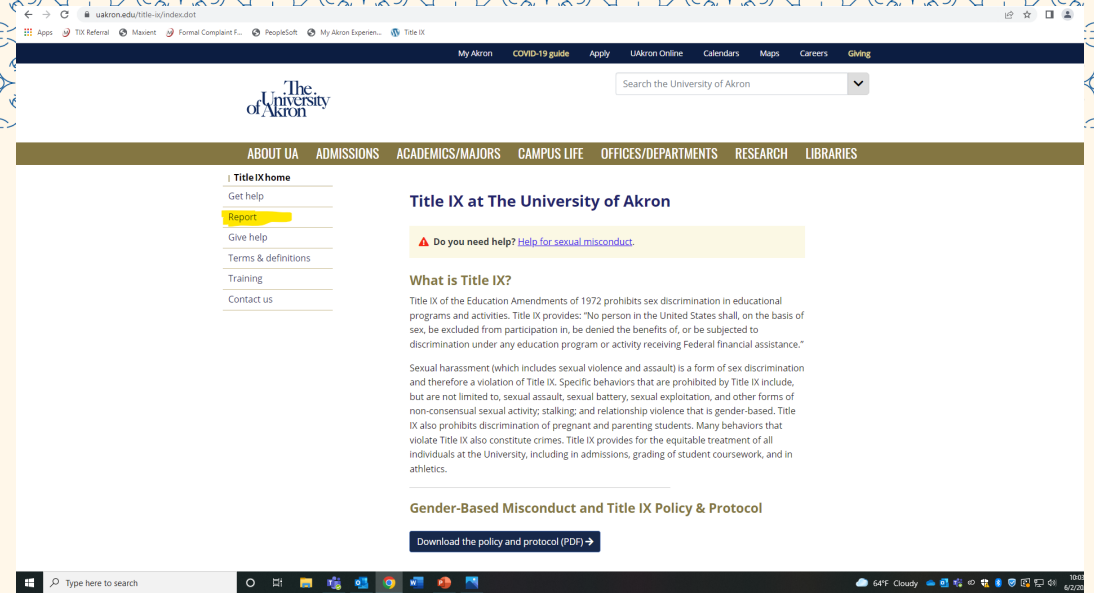 uakron.edu/title-ix/index.dot
Apps TIX Referral Maxient Formal Complaint F... PeopleSoft My Akron Experien... Title IX
My Akron COVID-19 guide Apply UAkron Online Calendars Maps Careers Giving
The
University
of Akron
Search the University of Akron
ABOUT UA ADMISSIONS ACADEMICS/MAJORS CAMPUS LIFE OFFICES/DEPARTMENTS RESEARCH LIBRARIES
Title IX home
Get help
Report
Give help
Terms & definitions
Training
Contact us
Title IX at The University of Akron
Do you need help? Help for sexual misconduct.
What is Title IX?
Title IX of the Education Amendments of 1972 prohibits sex discrimination in educational
programs and activities. Title IX provides: “No person in the United States shall, on the basis of
sex, be excluded from participation in, be denied the benefits of, or be subjected to
discrimination under any education program or activity receiving Federal financial assistance.”
Sexual harassment (which includes sexual violence and assault) is a form of sex discrimination
and therefore a violation of Title IX. Specific behaviors that are prohibited by Title IX include,
but are not limited to, sexual assault, sexual battery, sexual exploitation, and other forms of
non-consensual sexual activity; stalking; and relationship violence that is gender-based. Title
IX also prohibits discrimination of pregnant and parenting students. Many behaviors that
violate Title IX also constitute crimes. Title IX provides for the equitable treatment of all
individuals at the University, including in admissions, grading of student coursework, and in
athletics.
Gender-Based Misconduct and Title IX Policy & Protocol
Download the policy and protocol (PDF)
Type here to search
64°F Cloudy
10:03
6/2/20